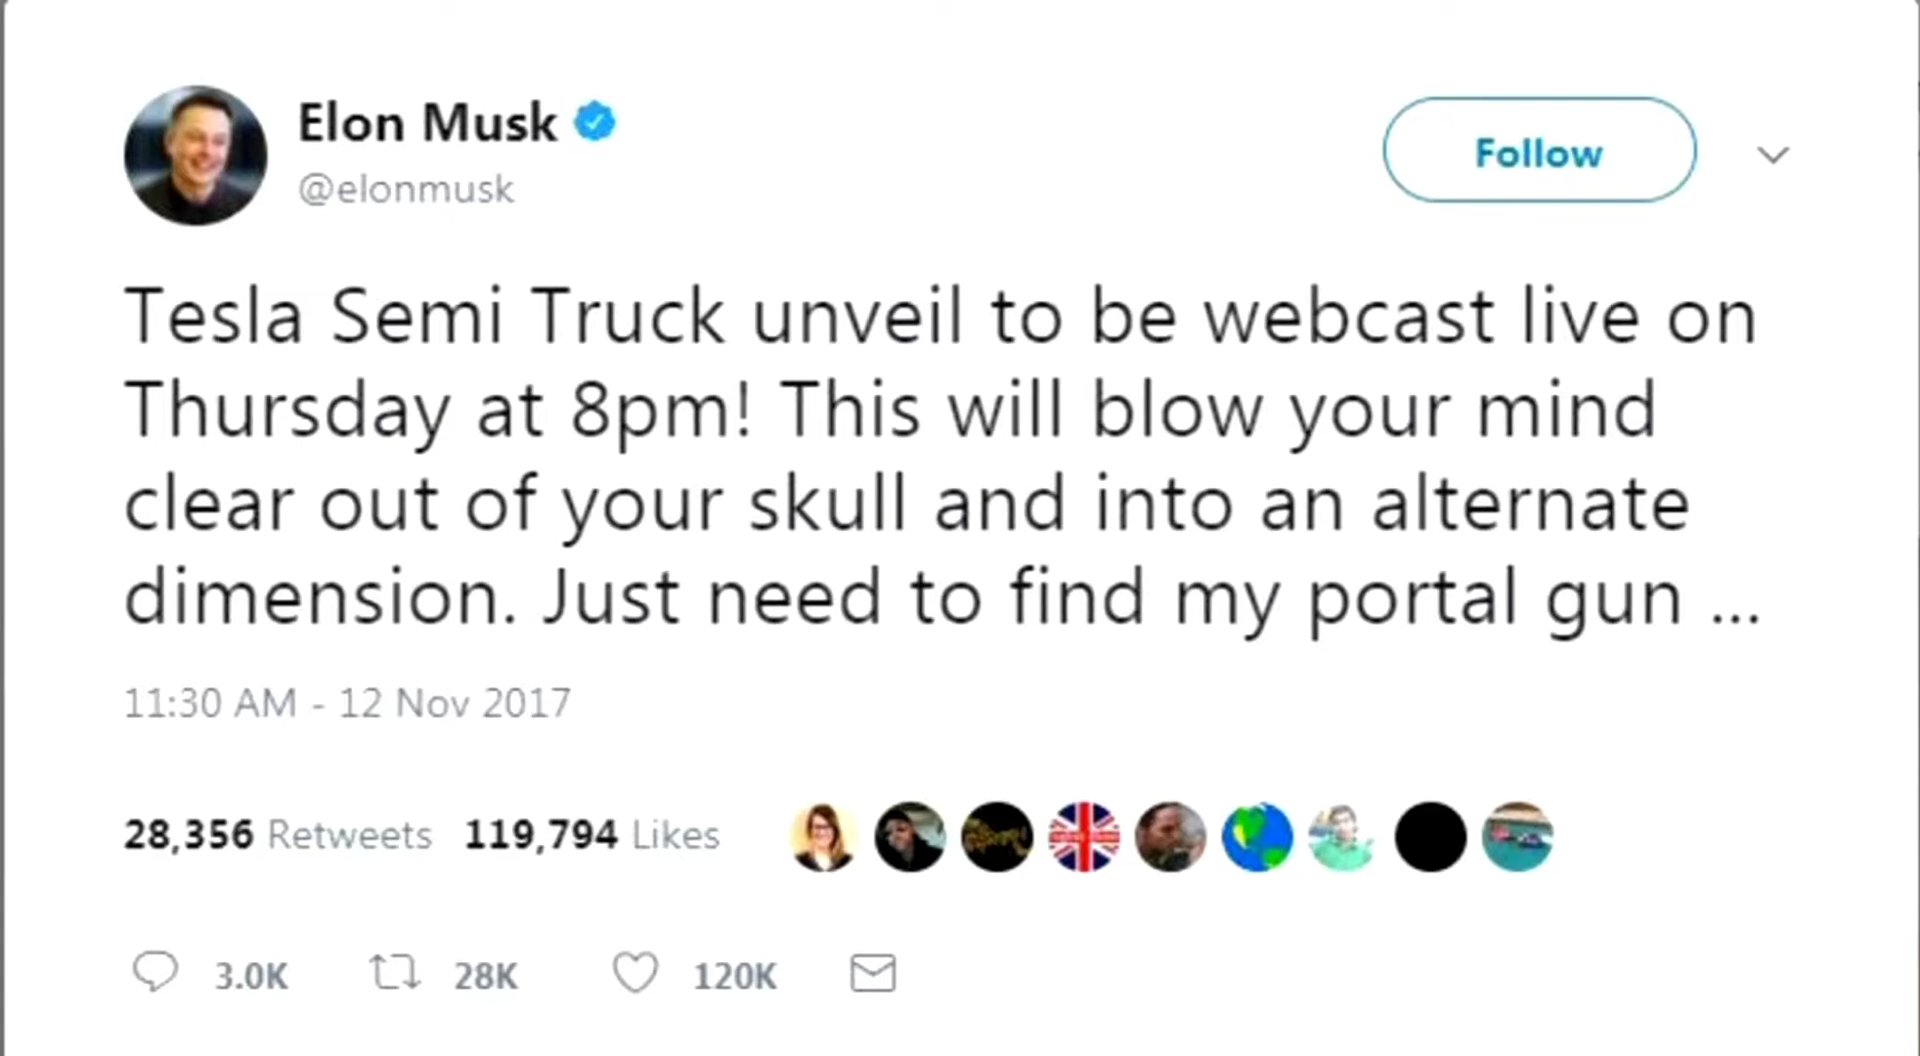 Elon Musk
@elonmusk
Follow
Tesla Semi Truck unveil to be webcast live on
Thursday at 8pm! This will blow your mind
clear out of your skull and into an alternate
dimension. Just need to find my portal gun ...
11:30 AM - 12 Nov 2017
28,356 Retweets 119,794 Likes
3.0K 28K 120K